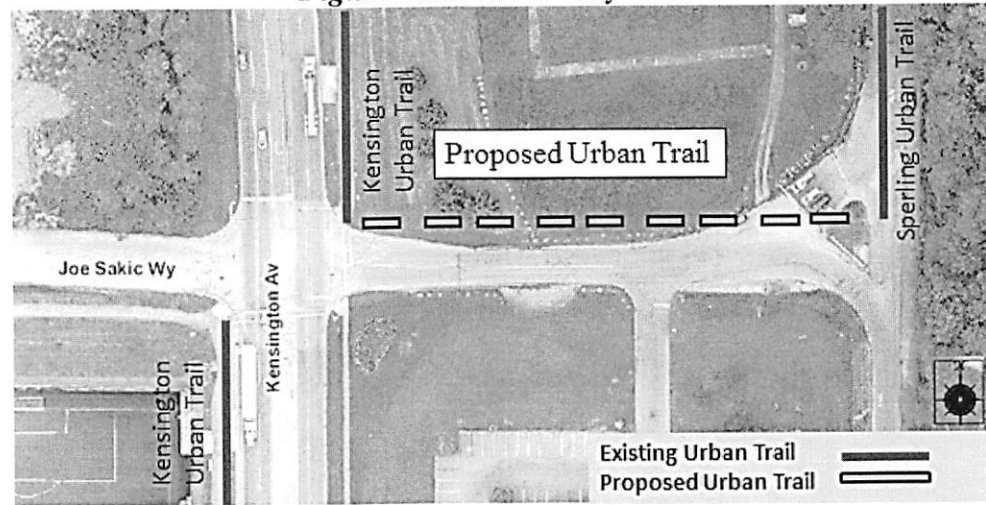 Kensington
Urban Trail
Proposed Urban Trail
Sperling Urban Trail
Joe Sakic Wy
Kensington Av
Kensington
Urban Trail
Existing Urban Trail
Proposed Urban Trail